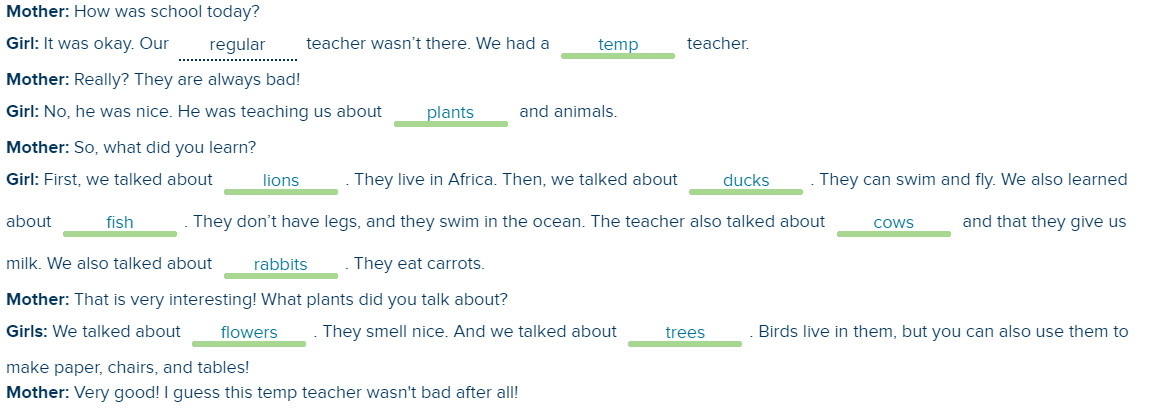 Mother: How was school today?
Girl: It was okay. Our regular teacher wasn’t there. We had a temp teacher.
Mother: Really? They are always bad!
Girl: No, he was nice. He was teaching us about plants and animals.
Mother: So, what did you learn?
Girl: First, we talked about lions . They live in Africa. Then, we talked about ducks . They can swim and fly. We also learned
about fish . They don’t have legs, and they swim in the ocean. The teacher also talked about cows and that they give us
milk. We also talked about rabbits . They eat carrots.
Mother: That is very interesting! What plants did you talk about?
Girls: We talked about flowers . They smell nice. And we talked about trees . Birds live in them, but you can also use them to
make paper, chairs, and tables!
Mother: Very good! I guess this temp teacher wasn't bad after all!